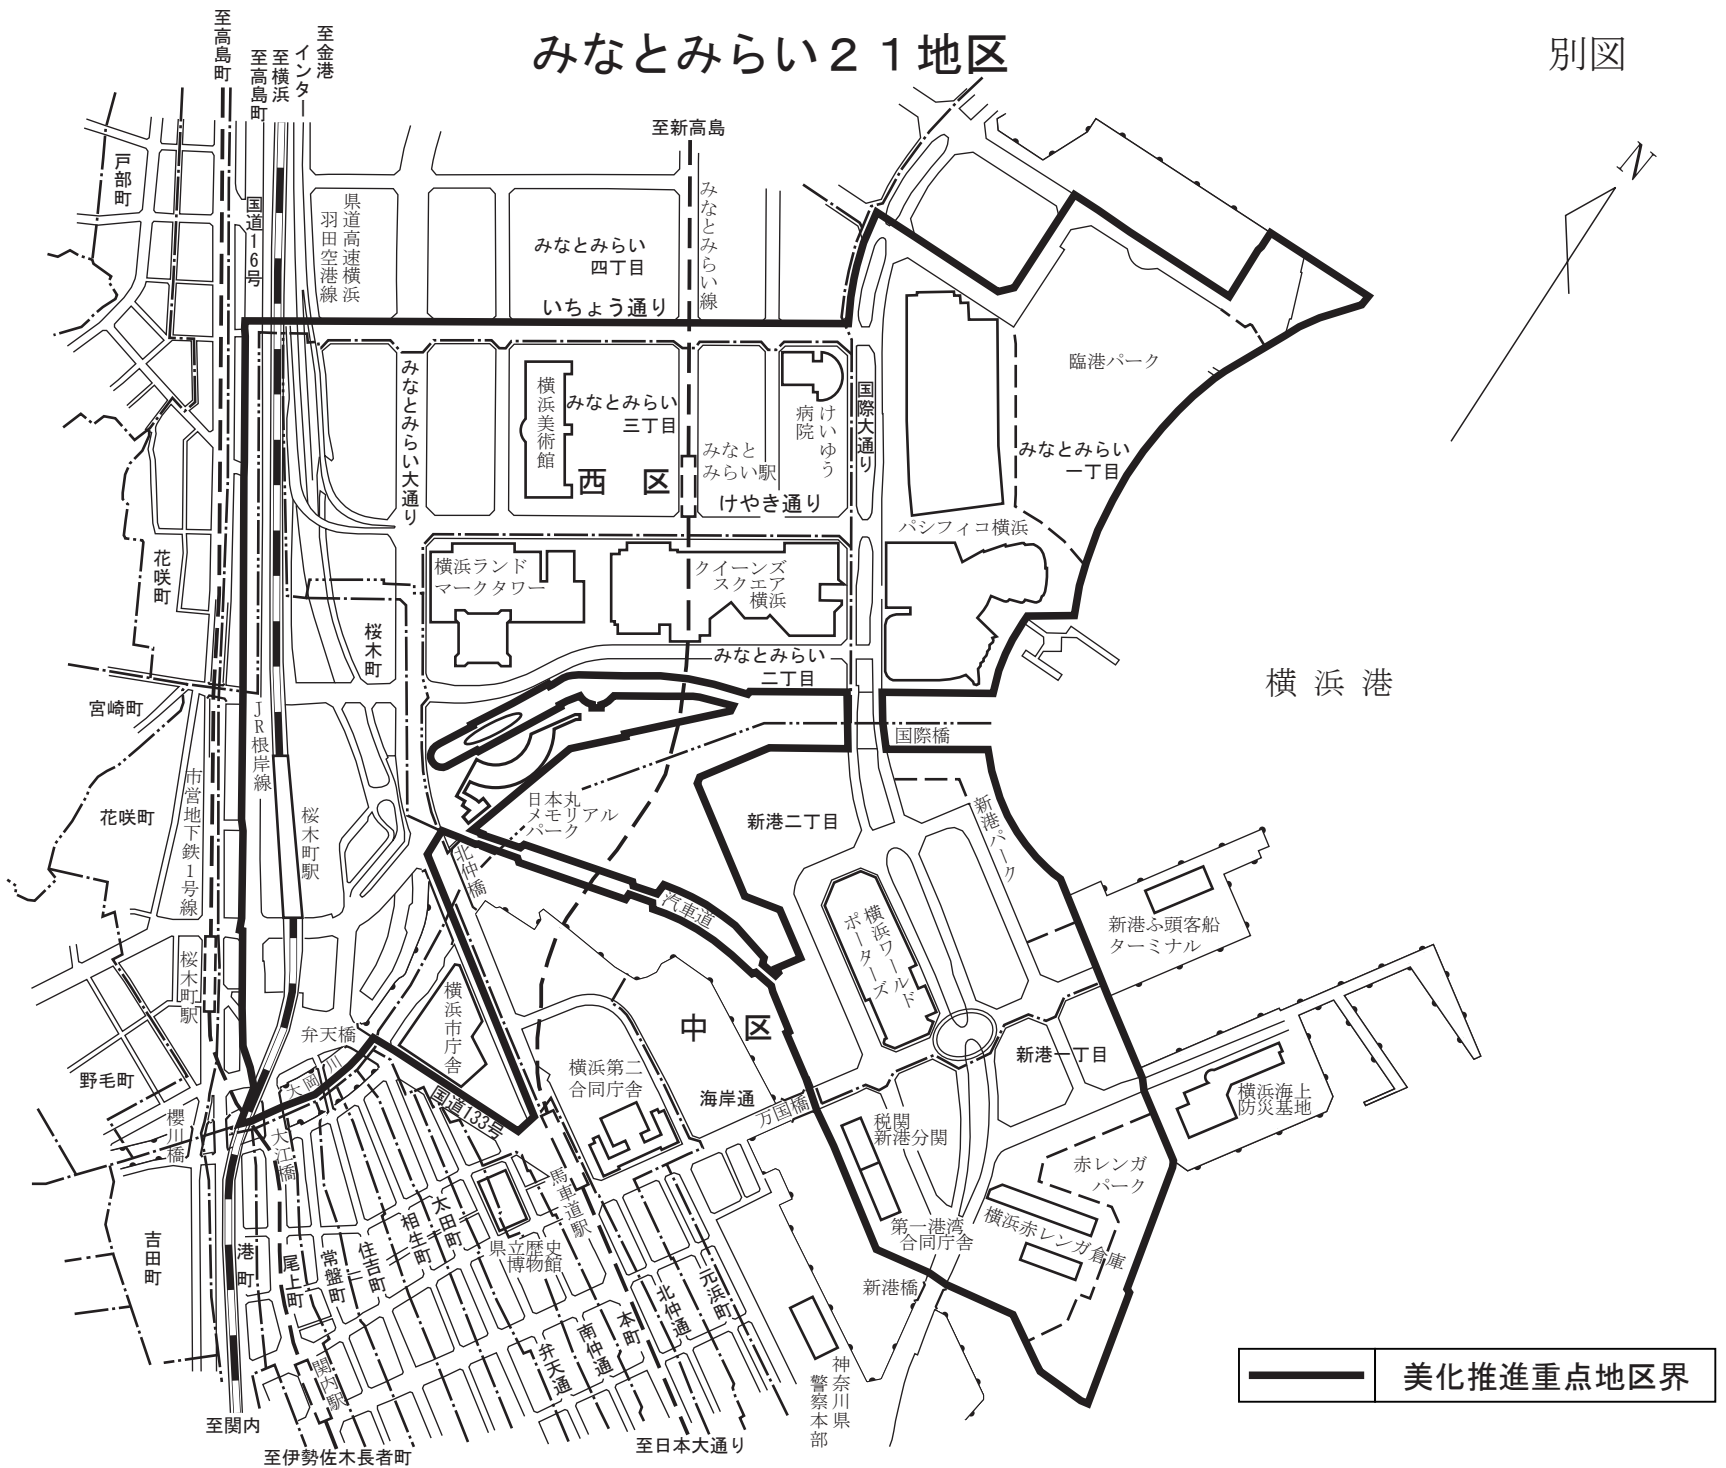 みなとみらい２１地区
別図
至高島町
至高島町
至横浜
至金港
インター
至新高島
N
戸部町
国道16号
県道高速横浜
羽田空港線
みなとみらい
四丁目
みなとみらい線
いちょう通り
みなとみらい大通り
横浜美術館
みなとみらい
三丁目
けいゆう
病院
国際大通り
臨港パーク
みなとみらい
一丁目
みなと
みらい駅
西 区
けやき通り
パシフィコ横浜
花咲町
横浜ランド
マークタワー
クイーンズ
スクエア
横浜
桜木町
みなとみらい
二丁目
横浜港
宮崎町
JR根岸線
国際橋
市営地下鉄1号線
花咲町
桜木町駅
日本丸
メモリアル
パーク
新港二丁目
新港パーク
北仲橋
汽車道
横浜ワールド
ポーターズ
新港ふ頭客船
ターミナル
桜木町駅
横浜市庁舎
弁天橋
中 区
新港一丁目
野毛町
大岡川
国道133号
横浜第二
合同庁舎
海岸通
万国橋
横浜海上
防災基地
櫻川橋
大江橋
税関
新港分関
赤レンガ
パーク
馬車道駅
吉田町
港町
尾上町
常盤町
住吉町
相生町
太田町
県立歴史
博物館
第一港湾
合同庁舎
横浜赤レンガ倉庫
新港橋
元浜町
北仲通
本町
南仲通
弁天通
関内駅
神奈川県
警察本部
美化推進重点地区界
至関内
至伊勢佐木長者町
至日本大通り